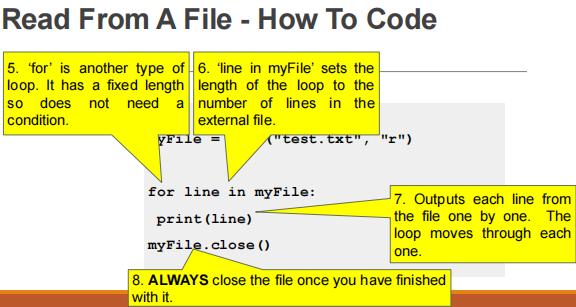 Read From A File - How To Code
5. ‘for’ is another type of
loop. It has a fixed length
so does not need a
condition.
6. ‘line in myFile’ sets the
length of the loop to the
number of lines in the
external file.
yFile = ("test.txt", "r")
for line in myFile:
print(line)
myFile.close()
7. Outputs each line from
the file one by one. The
loop moves through each
one.
8. ALWAYS close the file once you have finished
with it.